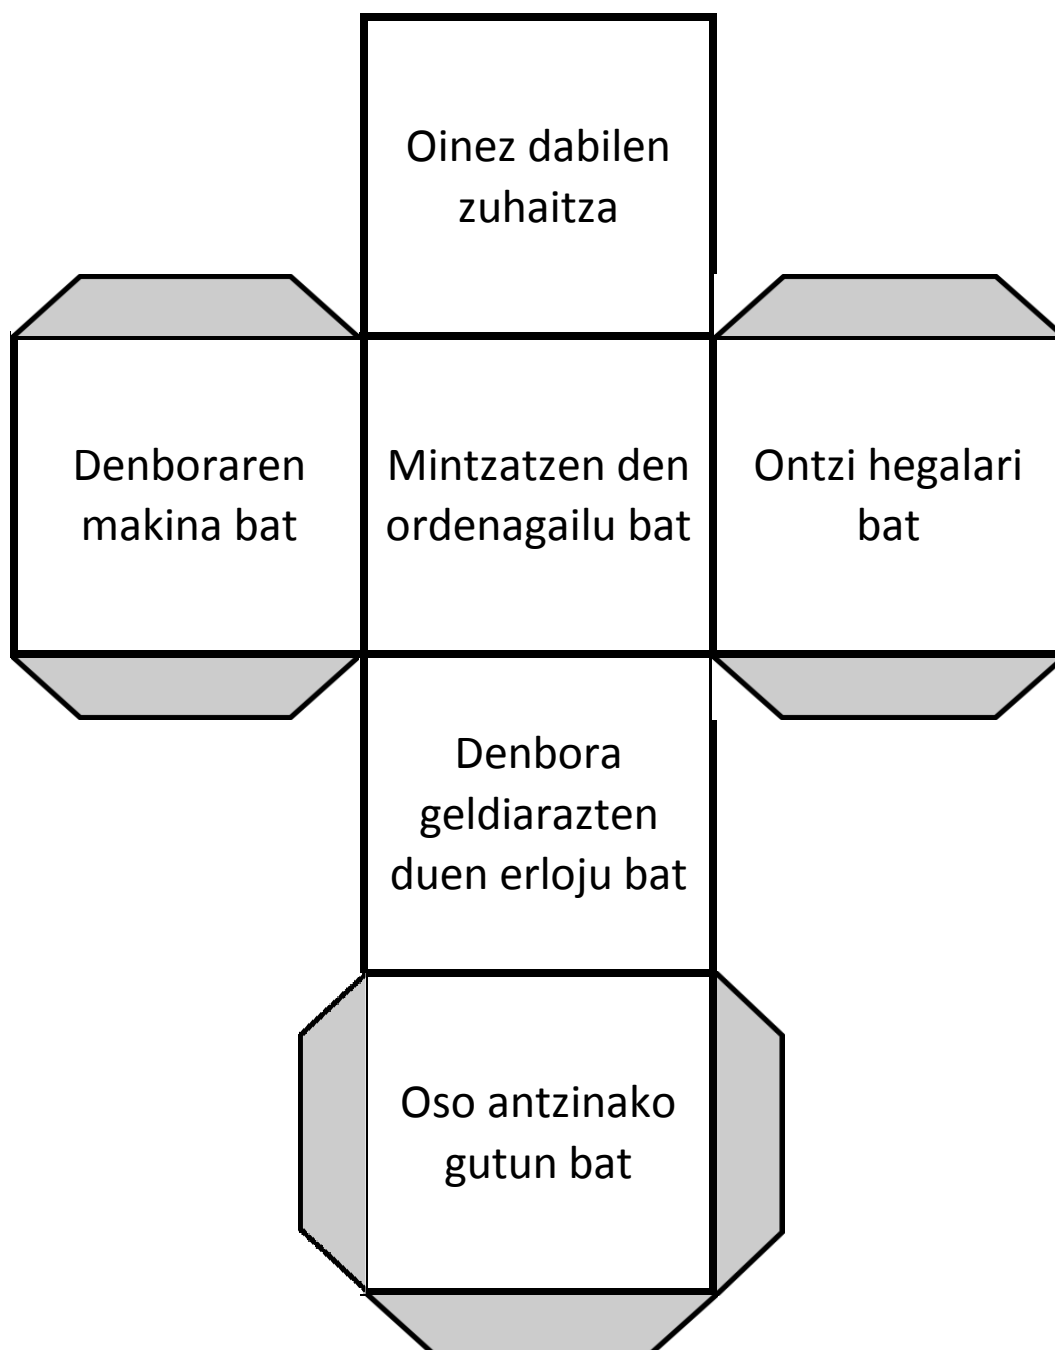 Oinez dabilen
zuhaitza
Denboraren
makina bat
Mintzatzen den
ordenagailu bat
Ontzi hegalari
bat
Denbora
geldiarazten
duen erloju bat
Oso antzinako
gutun bat